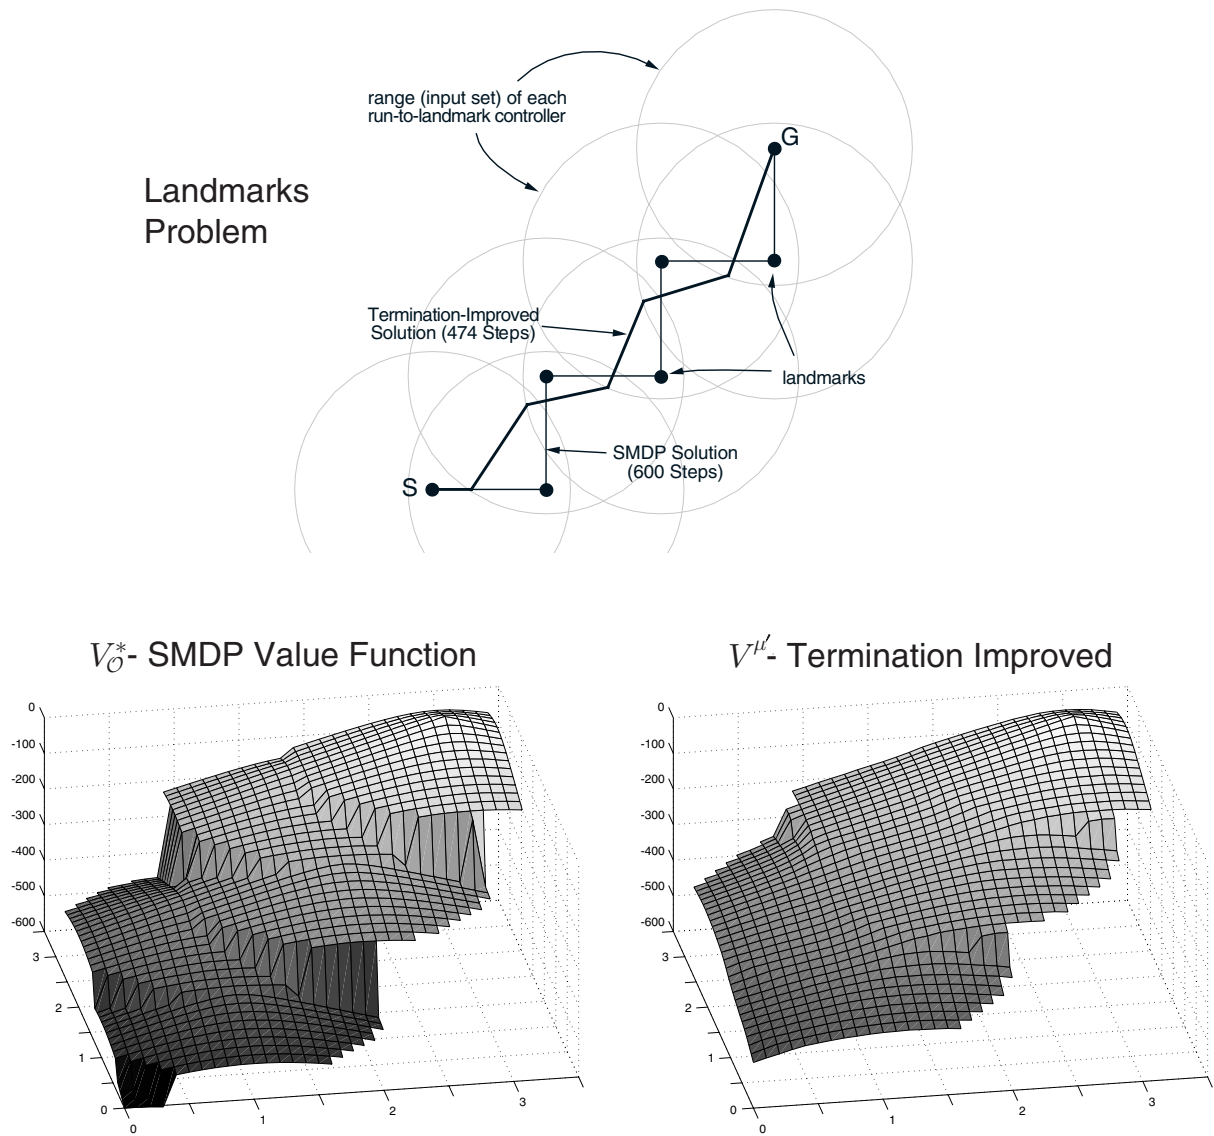 range (input set) of each
run-to-landmark controller
G
Landmarks
Problem
Termination-Improved
Solution (474 Steps)
landmarks
SMDP Solution
(600 Steps)
S
V*O - SMDP Value Function
0
-100
-200
-300
-400
-500
-600
3
2
1
0
0
1
2
3
Vμ′ - Termination Improved
0
-100
-200
-300
-400
-500
-600
3
2
1
0
0
1
2
3